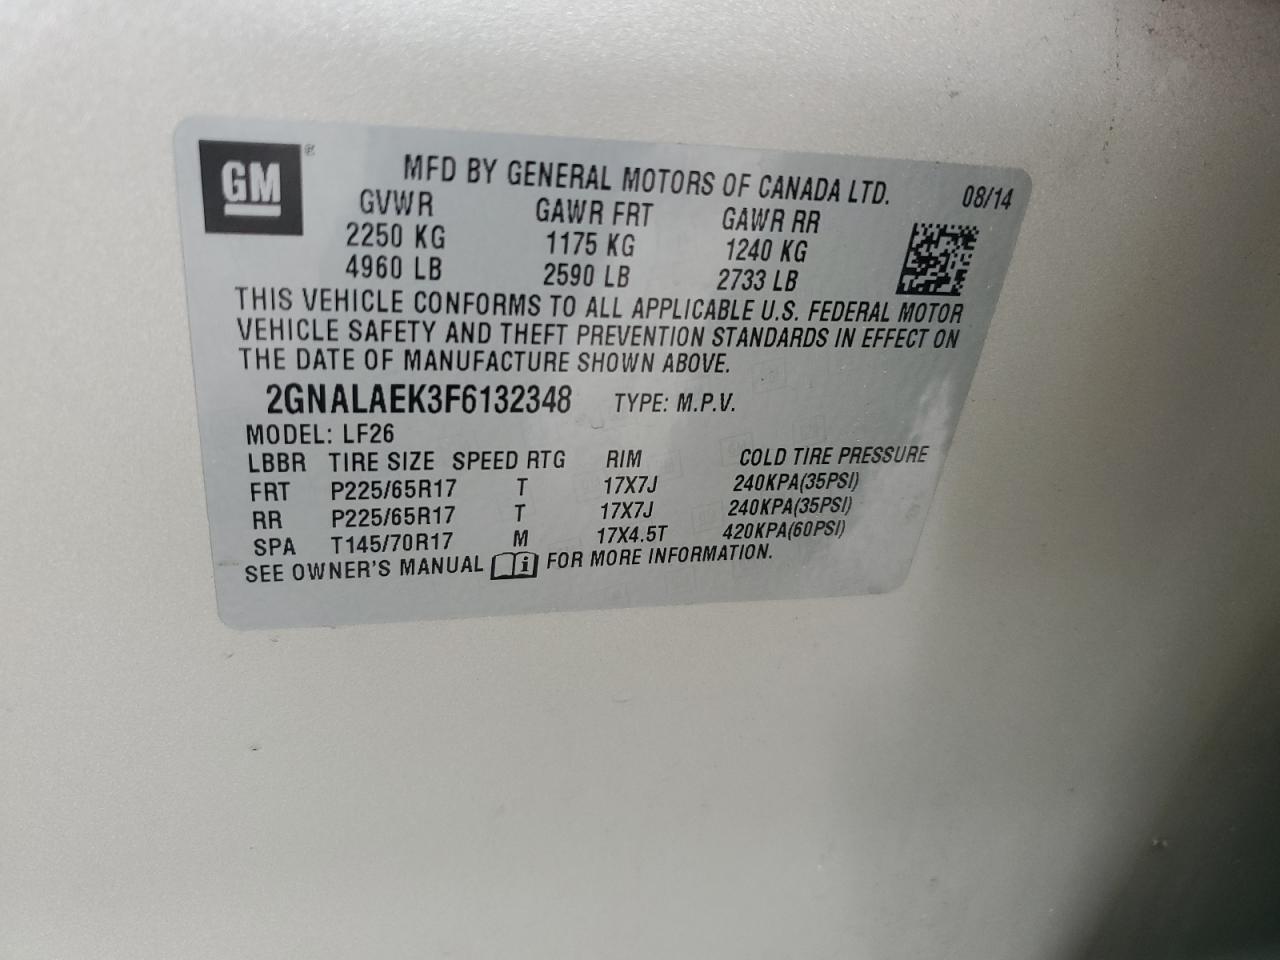 GM®
MFD BY GENERAL MOTORS OF CANADA LTD. 08/14
GVWR GAWR FRT GAWR RR
2250 KG 1175 KG 1240 KG
4960 LB 2590 LB 2733 LB
THIS VEHICLE CONFORMS TO ALL APPLICABLE U.S. FEDERAL MOTOR
VEHICLE SAFETY AND THEFT PREVENTION STANDARDS IN EFFECT ON
THE DATE OF MANUFACTURE SHOWN ABOVE.
2GNALAEK3F6132348 TYPE: M.P.V.
MODEL: LF26
LBBR TIRE SIZE SPEED RTG RIM COLD TIRE PRESSURE
FRT P225/65R17 T 17X7J 240KPA(35PSI)
RR P225/65R17 T 17X7J 240KPA(35PSI)
SPA T145/70R17 M 17X4.5T 420KPA(60PSI)
SEE OWNER'S MANUAL i FOR MORE INFORMATION.